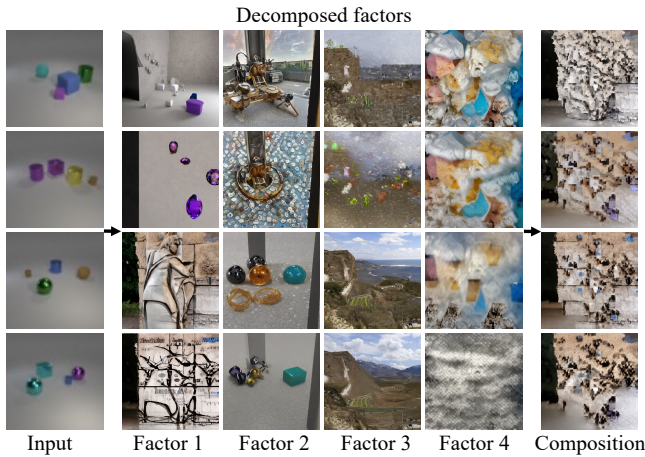 Decomposed factors
Input Factor 1 Factor 2 Factor 3 Factor 4 Composition